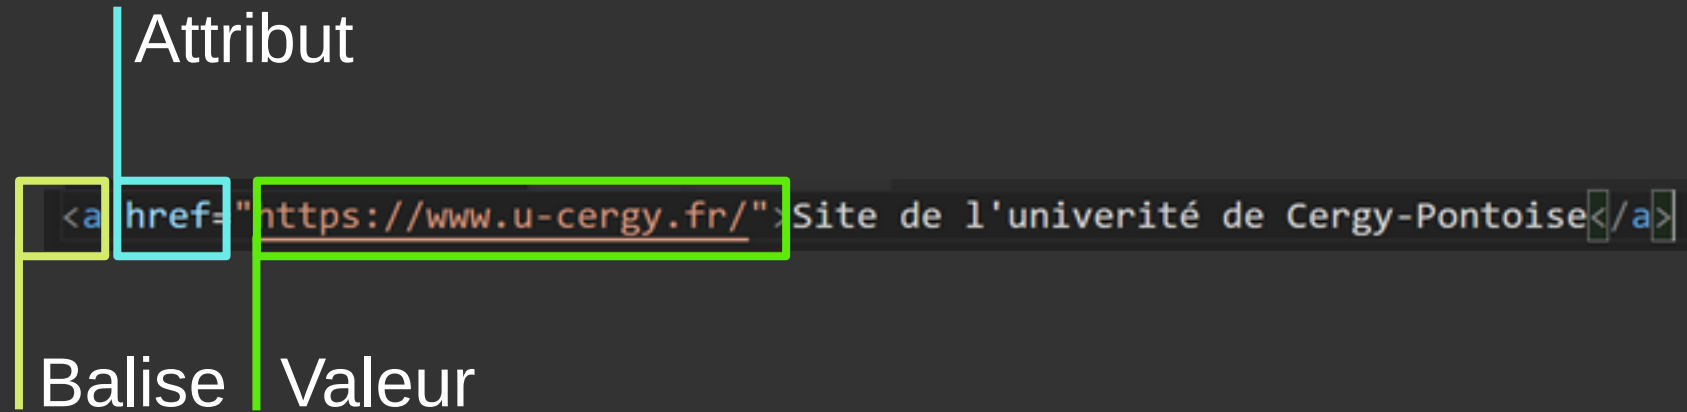 Attribut
<a href="https://www.u-cergy.fr/">Site de l'univerité de Cergy-Pontoise</a>
Balise
Valeur